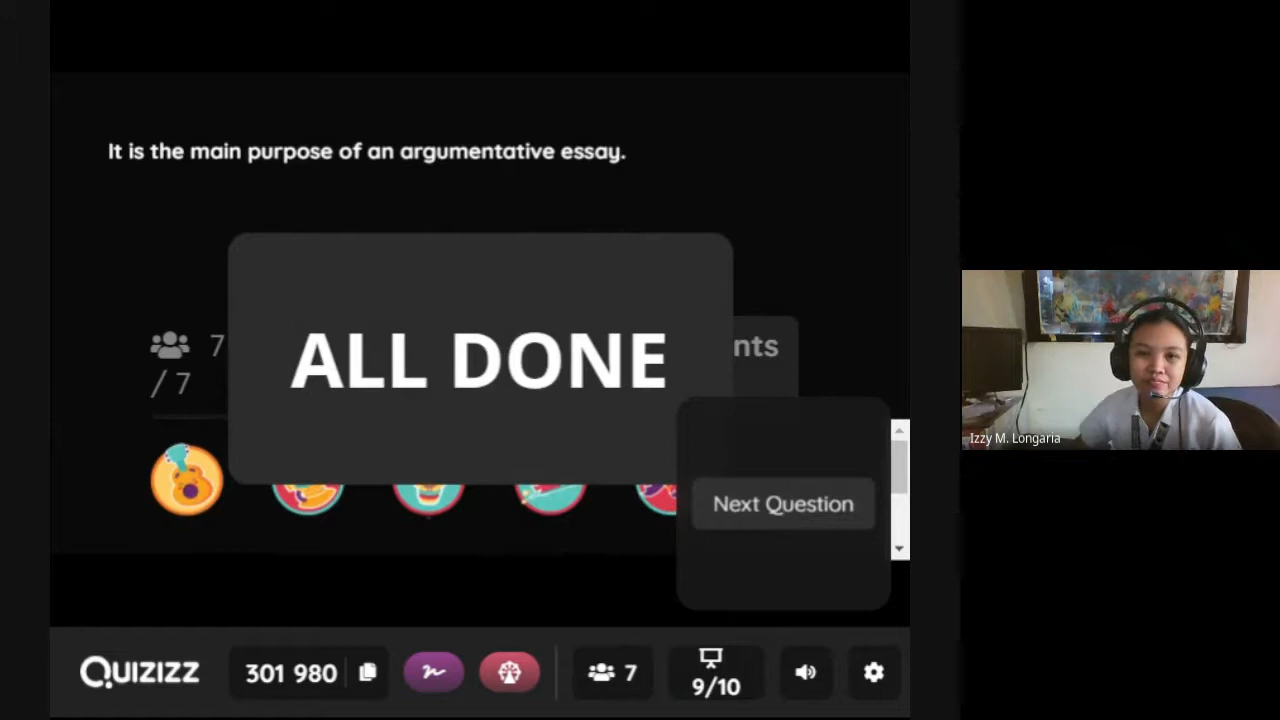 It is the main purpose of an argumentative essay.
7
/ 7
ALL DONE
nts
Next Question
Izzy M. Longaria
QUIZIZZ
301 980
7
9/10